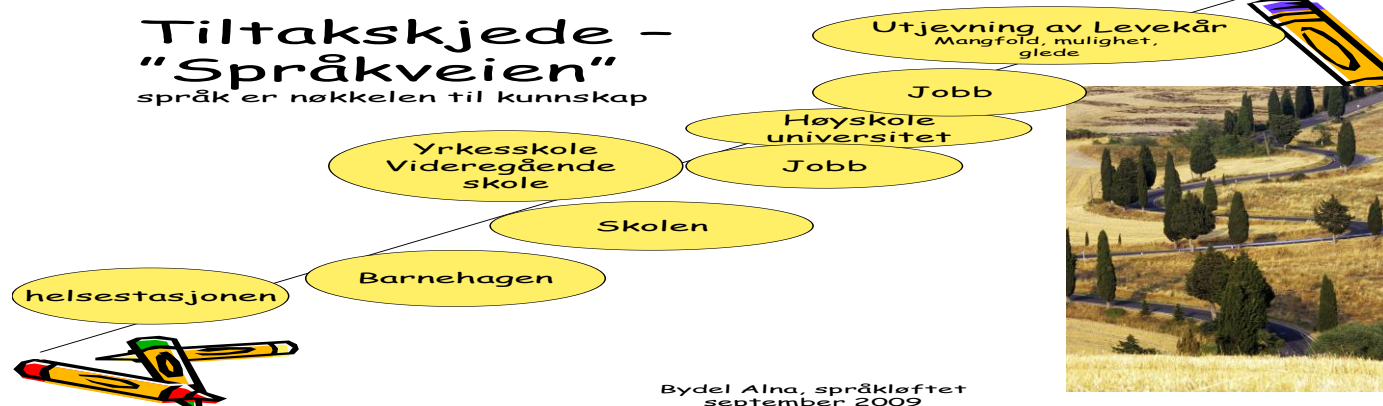 Tiltakskjede –
“Språkveien“
språk er nøkkelen til kunnskap
Utjevning av Levekår
Mangfold, mulighet,
glede
Jobb
Høyskole
universitet
Jobb
Yrkesskole
Videregående
skole
Skolen
Barnehagen
helsestasjonen
Bydel Alna, språkløftet
september 2009